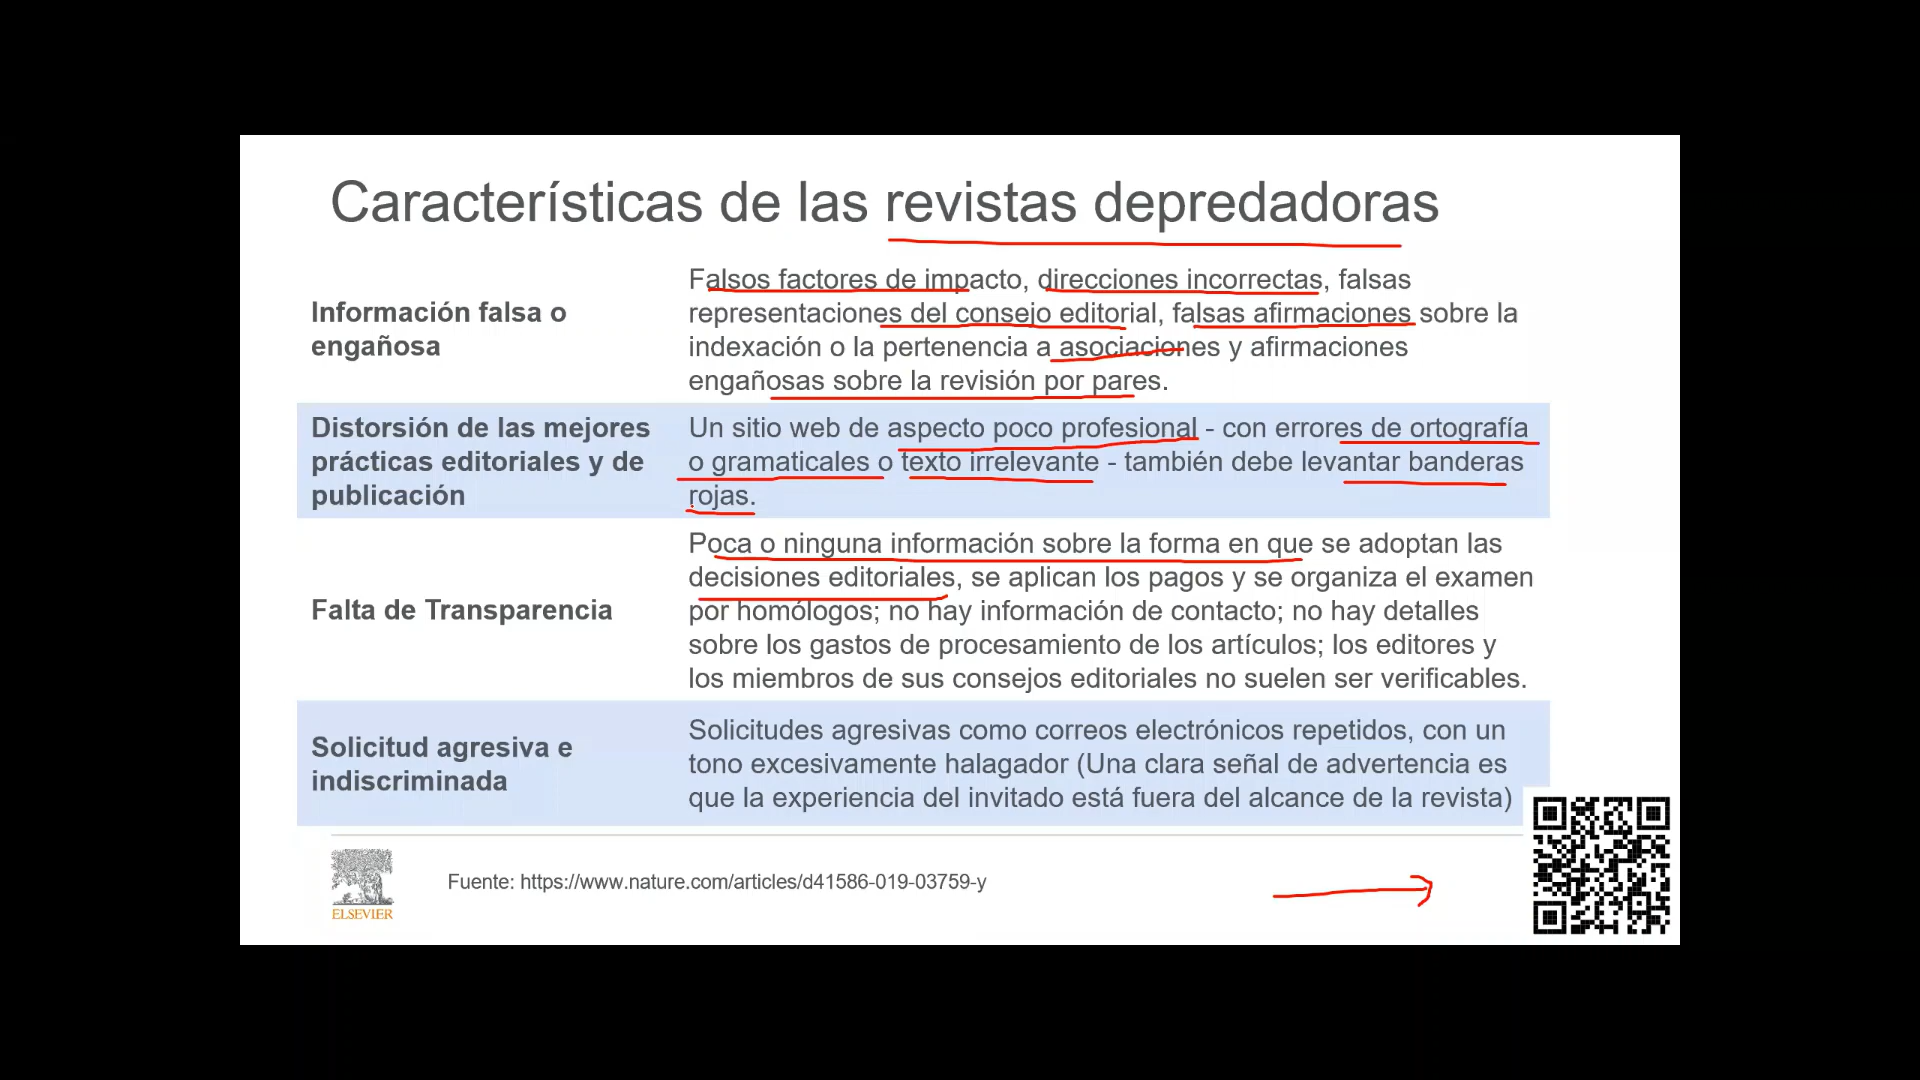 Características de las revistas depredadoras
Información falsa o
engañosa
Falsos factores de impacto, direcciones incorrectas, falsas
representaciones del consejo editorial, falsas afirmaciones sobre la
indexación o la pertenencia a asociaciones y afirmaciones
engañosas sobre la revisión por pares.
Distorsión de las mejores
prácticas editoriales y de
publicación
Un sitio web de aspecto poco profesional - con errores de ortografía
o gramaticales o texto irrelevante - también debe levantar banderas
rojas.
Falta de Transparencia
Poca o ninguna información sobre la forma en que se adoptan las
decisiones editoriales, se aplican los pagos y se organiza el examen
por homólogos; no hay información de contacto; no hay detalles
sobre los gastos de procesamiento de los artículos; los editores y
los miembros de sus consejos editoriales no suelen ser verificables.
Solicitud agresiva e
indiscriminada
Solicitudes agresivas como correos electrónicos repetidos, con un
tono excesivamente halagador (Una clara señal de advertencia es
que la experiencia del invitado está fuera del alcance de la revista)
ELSEVIER
Fuente: https://www.nature.com/articles/d41586-019-03759-y